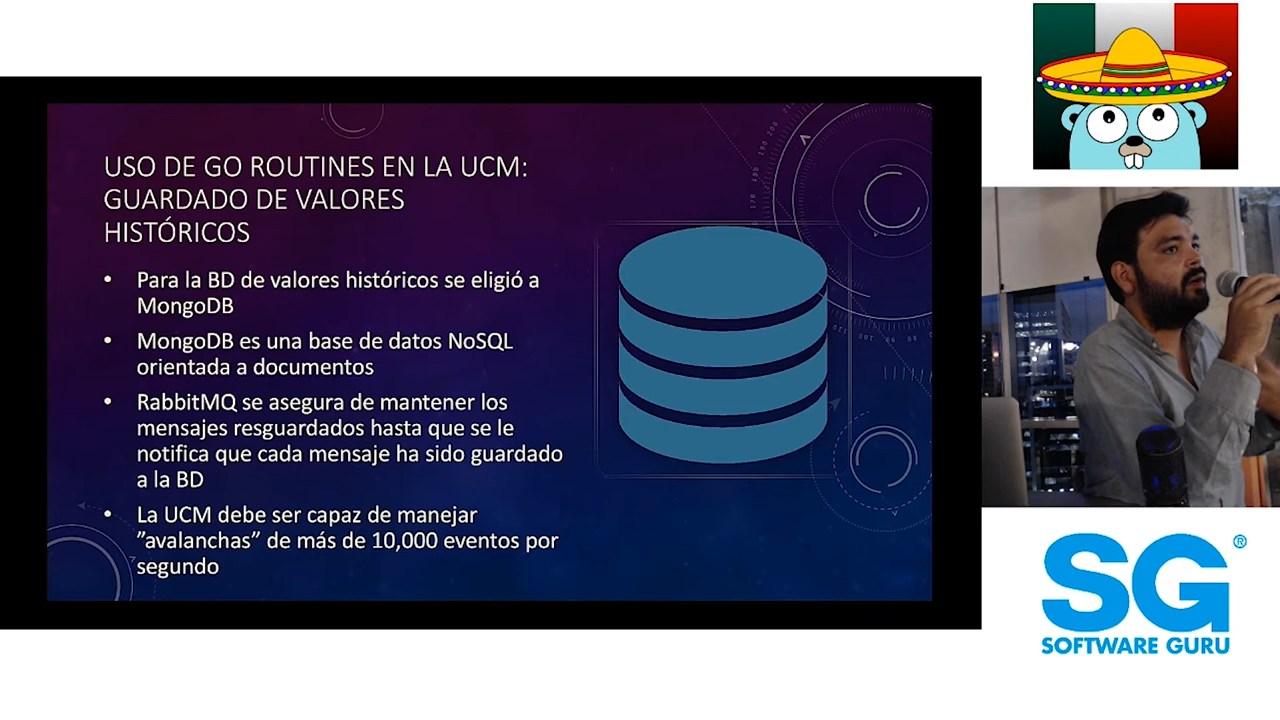 USO DE GO ROUTINES EN LA UCM:
GUARDADO DE VALORES
HISTÓRICOS
• Para la BD de valores históricos se eligió a
MongoDB
• MongoDB es una base de datos NoSQL
orientada a documentos
• RabbitMQ se asegura de mantener los
mensajes resguardados hasta que se le
notifica que cada mensaje ha sido guardado
a la BD
• La UCM debe ser capaz de manejar
”avalanchas” de más de 10,000 eventos por
segundo
SG®
SOFTWARE GURU